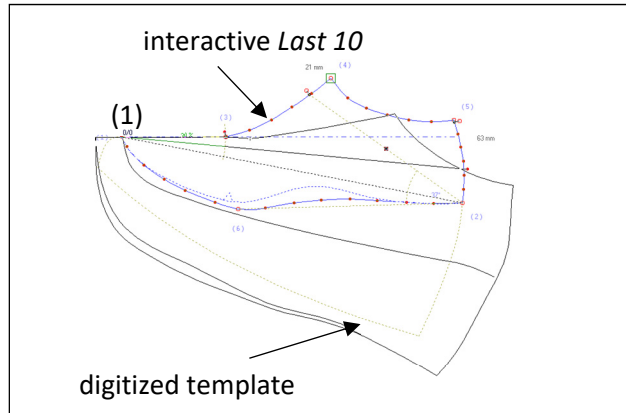 interactive Last 10
21 mm
(4)
(1)
(3)
(5)
0/0
63 mm
(2)
(6)
digitized template